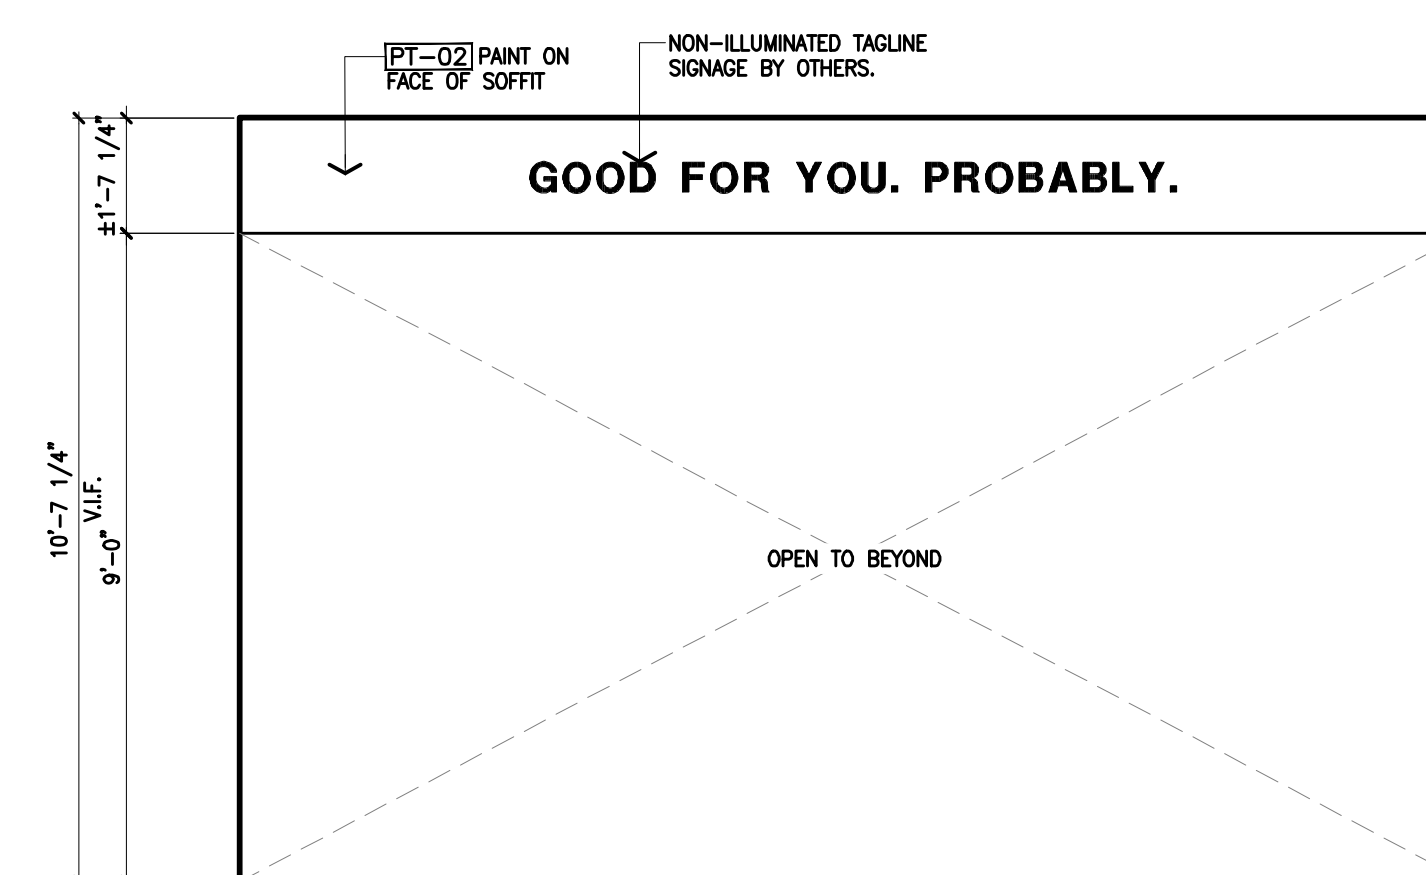 PT-02 PAINT ON
FACE OF SOFFIT
NON-ILLUMINATED TAGLINE
SIGNAGE BY OTHERS.
±1'-7 1/4"
GOOD FOR YOU. PROBABLY.
10'-7 1/4"
V.I.F.
9'-0"
OPEN TO BEYOND